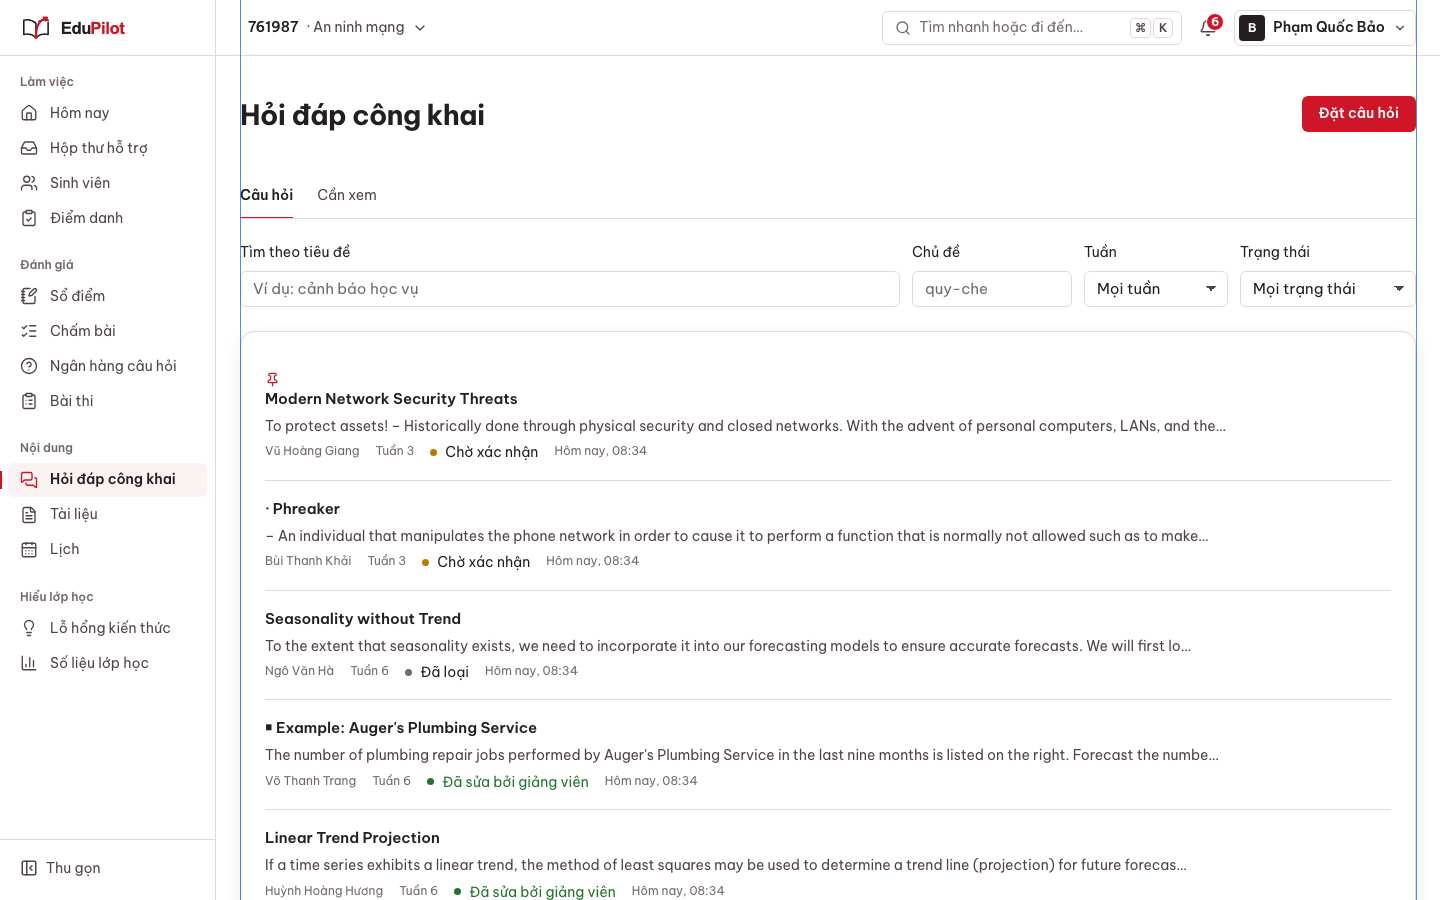 EduPilot
761987 · An ninh mạng
Tìm nhanh hoặc đi đến...
⌘ K
6
B Phạm Quốc Bảo
Làm việc
Hôm nay
Hộp thư hỗ trợ
Sinh viên
Điểm danh
Đánh giá
Sổ điểm
Chấm bài
Ngân hàng câu hỏi
Bài thi
Nội dung
Hỏi đáp công khai
Tài liệu
Lịch
Hiểu lớp học
Lỗ hổng kiến thức
Số liệu lớp học
Thu gọn
Hỏi đáp công khai
Đặt câu hỏi
Câu hỏi Cần xem
Tìm theo tiêu đề Chủ đề Tuần Trạng thái
Ví dụ: cảnh báo học vụ quy-che Mọi tuần Mọi trạng thái
Modern Network Security Threats
To protect assets! – Historically done through physical security and closed networks. With the advent of personal computers, LANs, and the...
Vũ Hoàng Giang Tuần 3 Chờ xác nhận Hôm nay, 08:34
· Phreaker
– An individual that manipulates the phone network in order to cause it to perform a function that is normally not allowed such as to make...
Bùi Thanh Khải Tuần 3 Chờ xác nhận Hôm nay, 08:34
Seasonality without Trend
To the extent that seasonality exists, we need to incorporate it into our forecasting models to ensure accurate forecasts. We will first lo...
Ngô Văn Hà Tuần 6 Đã loại Hôm nay, 08:34
▪ Example: Auger's Plumbing Service
The number of plumbing repair jobs performed by Auger's Plumbing Service in the last nine months is listed on the right. Forecast the numbe...
Võ Thanh Trang Tuần 6 Đã sửa bởi giảng viên Hôm nay, 08:34
Linear Trend Projection
If a time series exhibits a linear trend, the method of least squares may be used to determine a trend line (projection) for future forecas...
Huỳnh Hoàng Hương Tuần 6 Đã sửa bởi giảng viên Hôm nay, 08:34